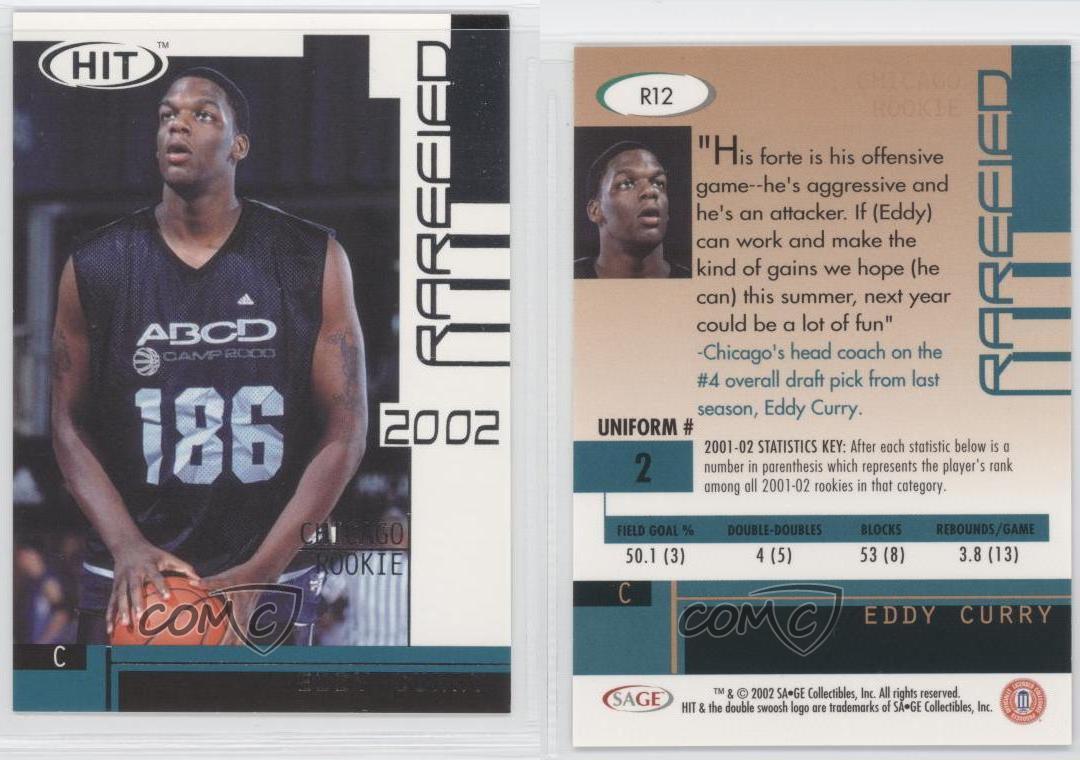 HIT™
RAREFIED
ABCD
CAMP 2000
186
2002
CHICAGO
ROOKIE
C
EDDY CURRY
COMC
R12
CHICAGO
ROOKIE
RAREFIED
"His forte is his offensive
game--he's aggressive and
he's an attacker. If (Eddy)
can work and make the
kind of gains we hope (he
can) this summer, next year
could be a lot of fun"
-Chicago's head coach on the
#4 overall draft pick from last
season, Eddy Curry.
UNIFORM #
2
2001-02 STATISTICS KEY: After each statistic below is a
number in parenthesis which represents the player's rank
among all 2001-02 rookies in that category.
FIELD GOAL % DOUBLE-DOUBLES BLOCKS REBOUNDS/GAME
50.1 (3) 4 (5) 53 (8) 3.8 (13)
C
EDDY CURRY
COMC
SAGE
™ & © 2002 SA•GE Collectibles, Inc. All rights reserved.
HIT & the double swoosh logo are trademarks of SA•GE Collectibles, Inc.